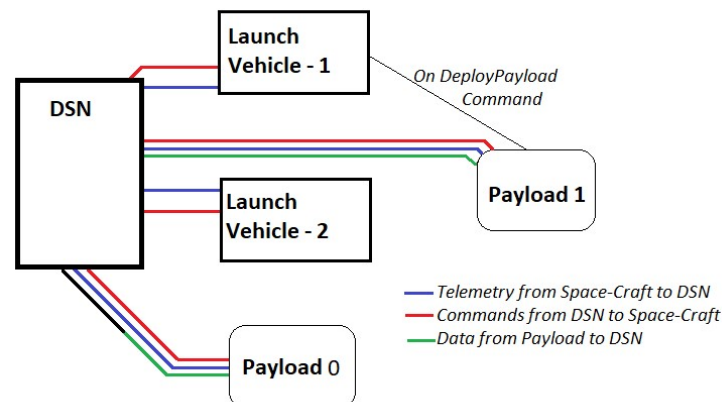 Launch
Vehicle - 1
On DeployPayload
Command
DSN
Payload 1
Launch
Vehicle - 2
Telemetry from Space-Craft to DSN
Commands from DSN to Space-Craft
Data from Payload to DSN
Payload 0